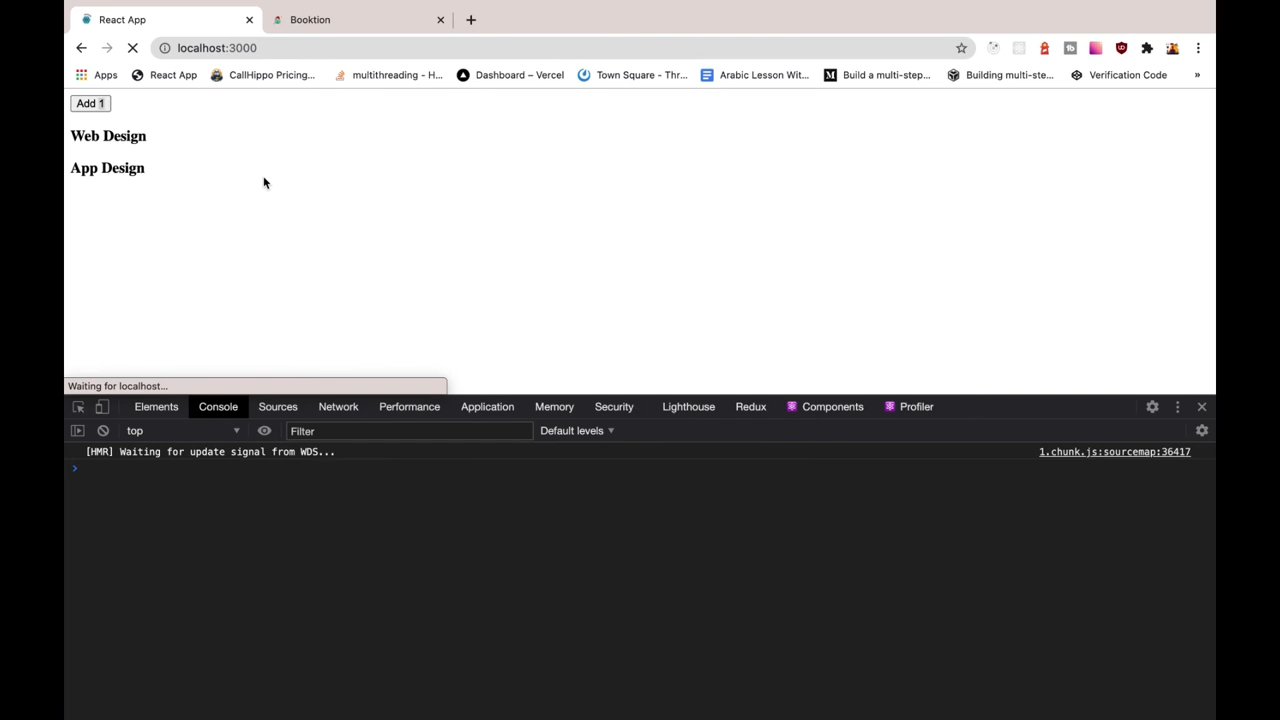 React App
Booktion
localhost:3000
Apps
React App
CallHippo Pricing...
multithreading - H...
Dashboard – Vercel
Town Square - Thr...
Arabic Lesson Wit...
Build a multi-step...
Building multi-ste...
Verification Code
»
Add 1
Web Design
App Design
Waiting for localhost...
Elements
Console
Sources
Network
Performance
Application
Memory
Security
Lighthouse
Redux
Components
Profiler
top
Filter
Default levels
[HMR] Waiting for update signal from WDS...
1.chunk.js:sourcemap:36417